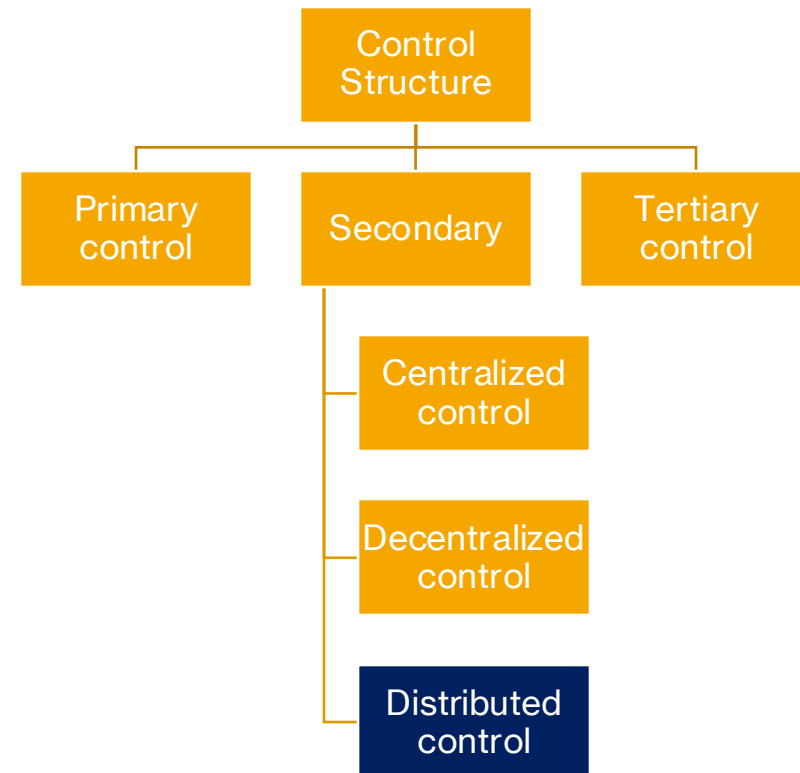 Control
Structure
Primary
control
Secondary
Tertiary
control
Centralized
control
Decentralized
control
Distributed
control